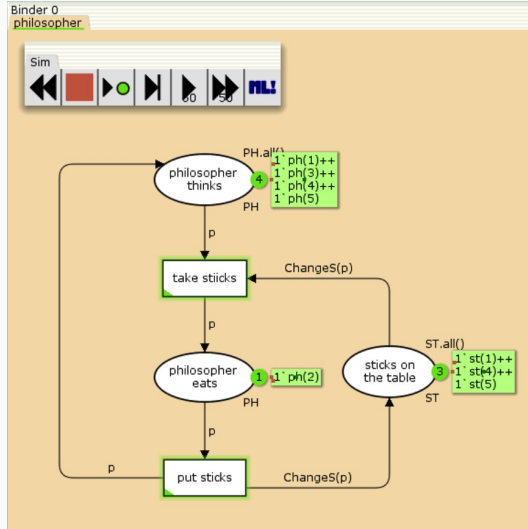 Binder 0
philosopher
Sim
60
50
ML!
PH.all()
philosopher
thinks
4
1`ph(1)++
1`ph(3)++
1`ph(4)++
1`ph(5)
PH
p
take stiicks
ChangeS(p)
p
ST.all()
philosopher
eats
1
1`ph(2)
PH
sticks on
the table
3
1`st(1)++
1`st(4)++
1`st(5)
ST
p
p
put sticks
ChangeS(p)